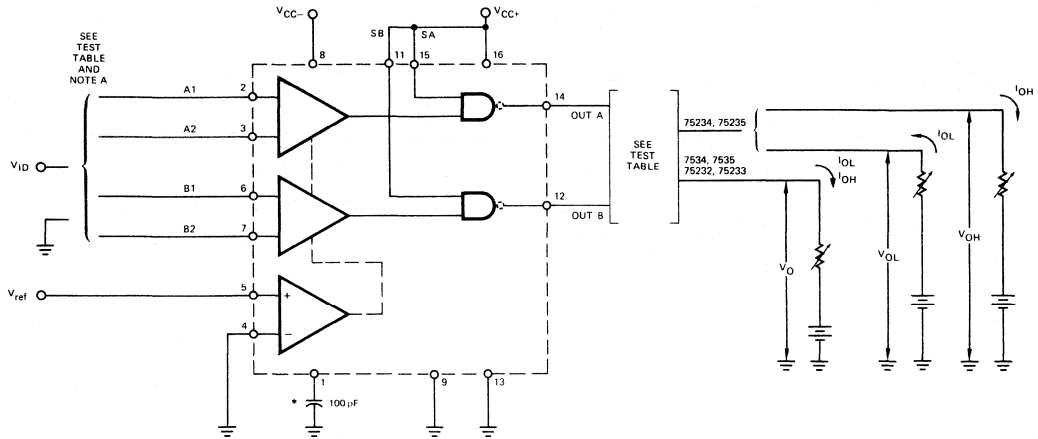 SEE
TEST
TABLE
AND
NOTE A
VCC–
SB
SA
VCC+
8
11
15
16
A1
2
A2
3
VID
B1
6
B2
7
Vref
5
+
4
–
1
9
13
*
100 pF
14
OUT A
12
OUT B
SEE
TEST
TABLE
75234, 75235
7534, 7535
75232, 75233
IOL
IOH
IOL
IOH
VO
VOL
VOH